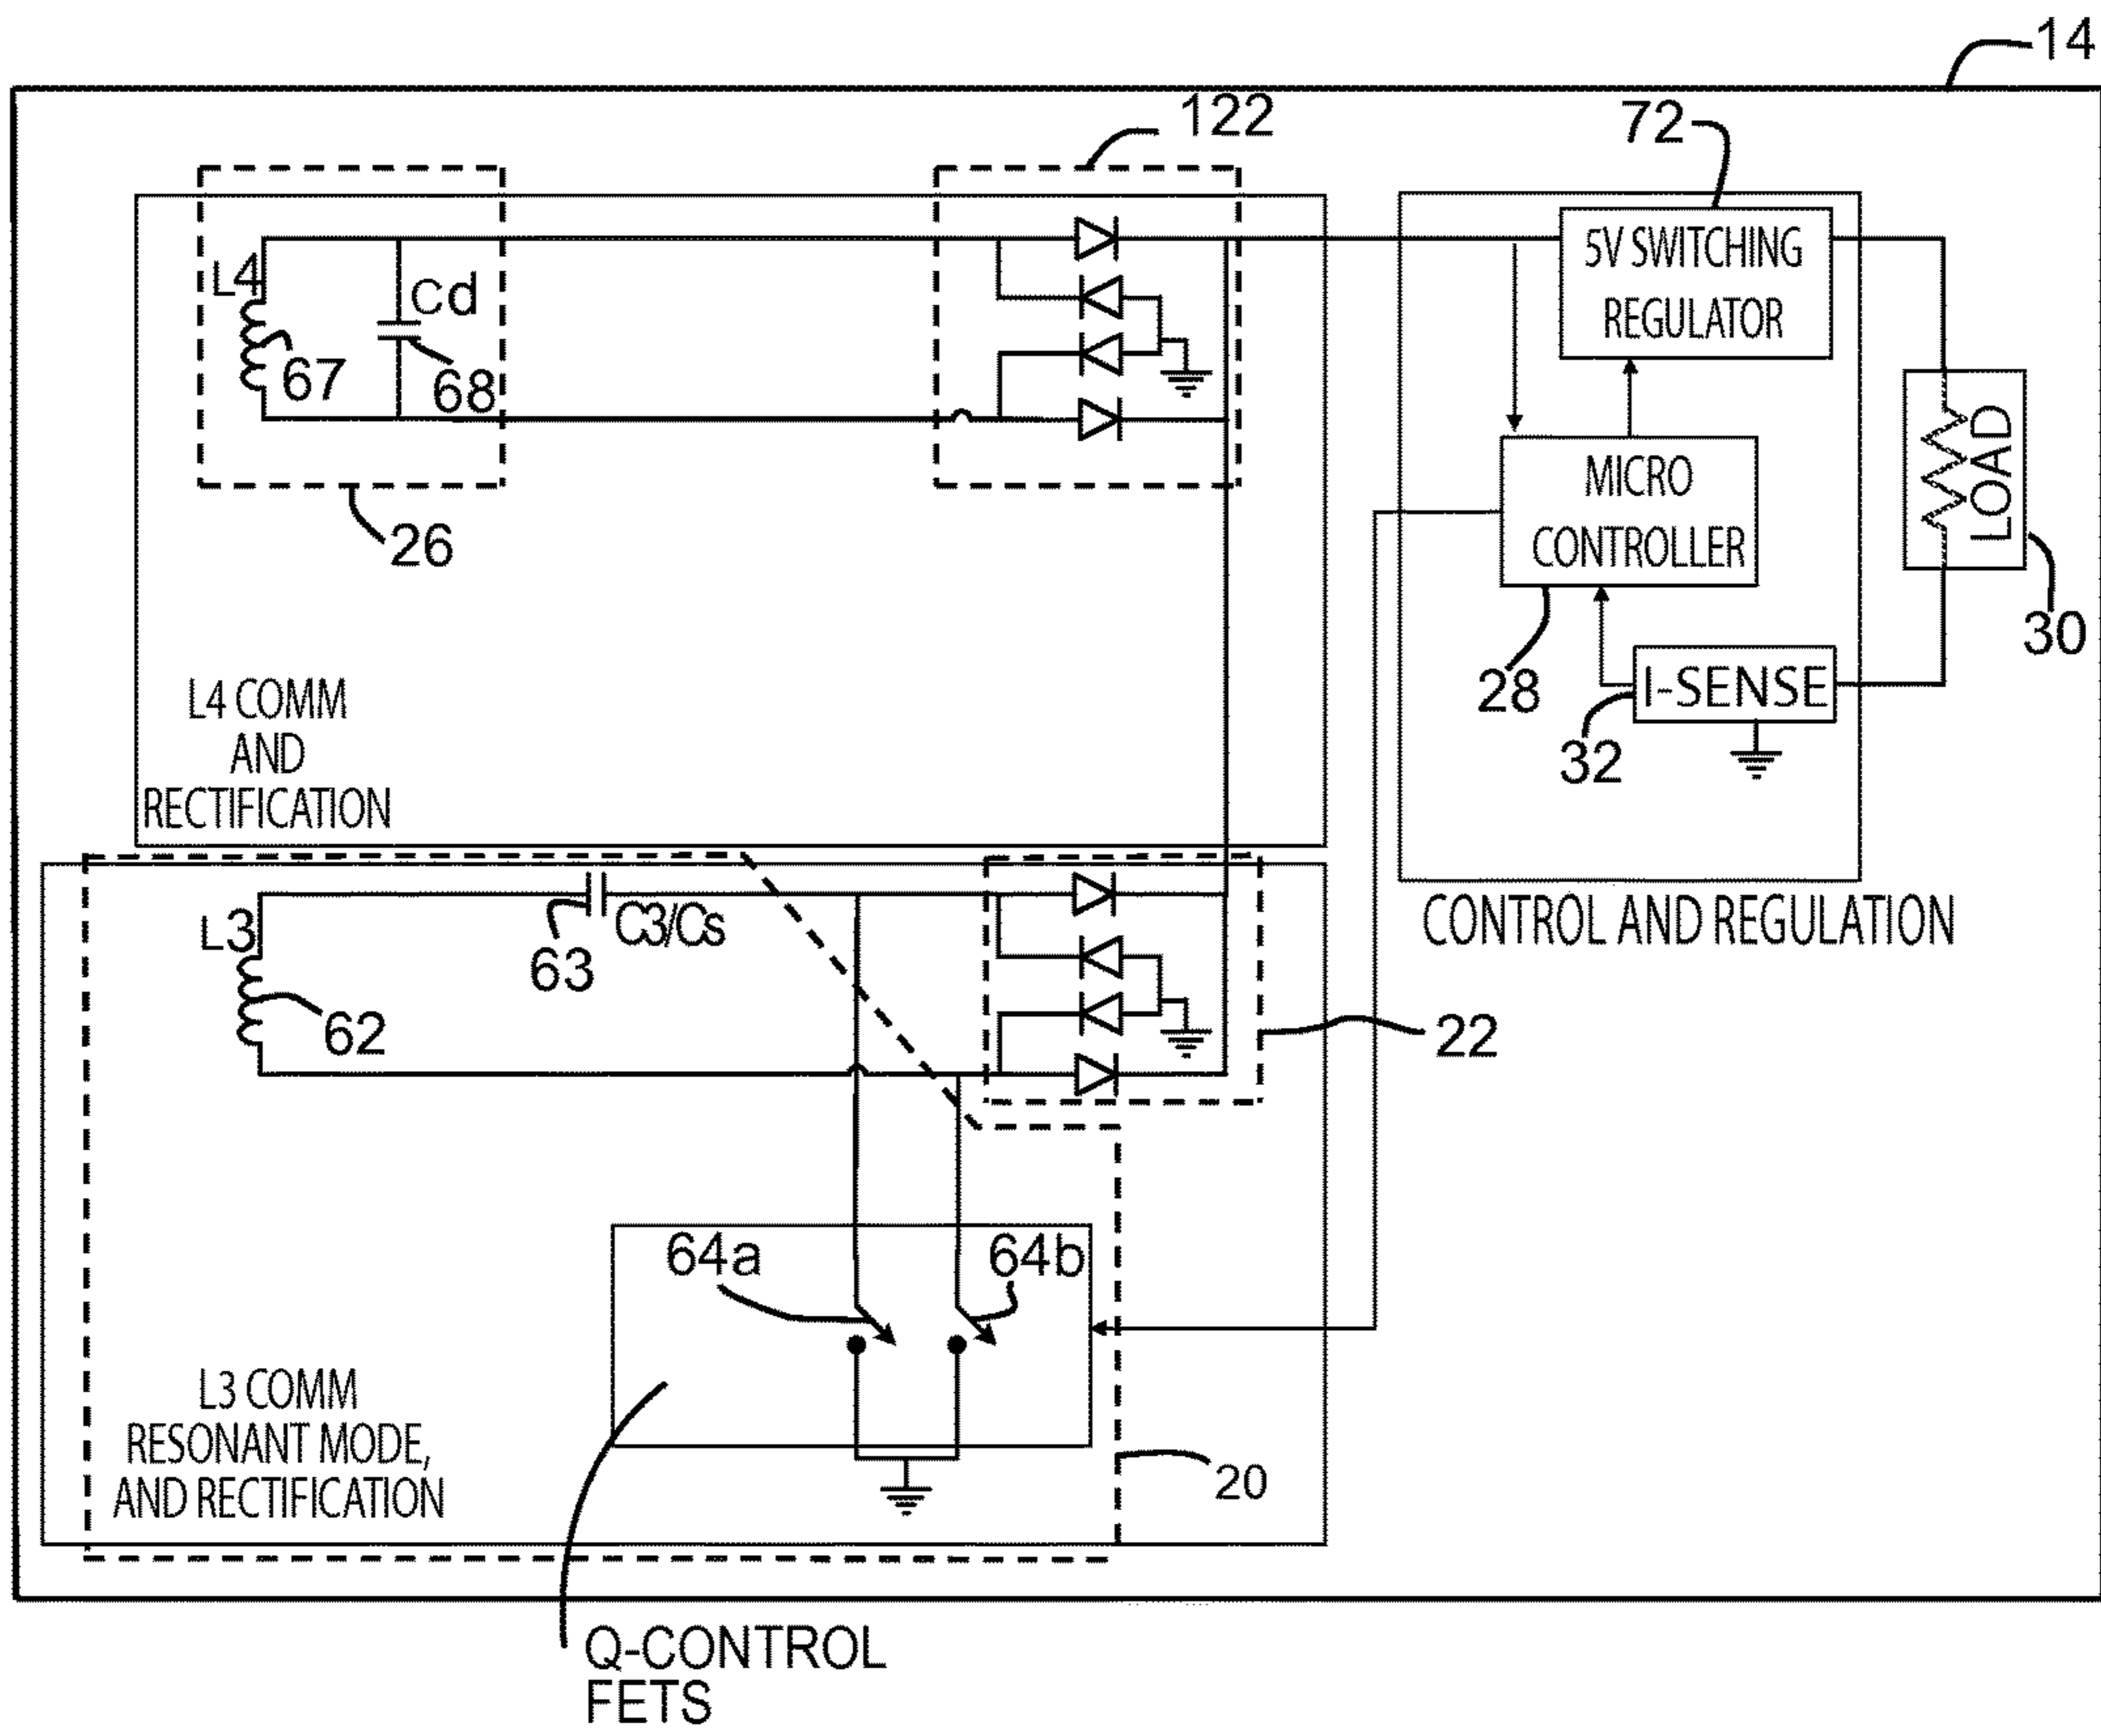 14
122
72
L4
Cd
67
68
26
5V SWITCHING
REGULATOR
MICRO
CONTROLLER
LOAD
30
28
I-SENSE
32
L4 COMM
AND
RECTIFICATION
CONTROL AND REGULATION
L3
C3/Cs
63
62
22
64a
64b
L3 COMM
RESONANT MODE,
AND RECTIFICATION
20
Q-CONTROL
FETS